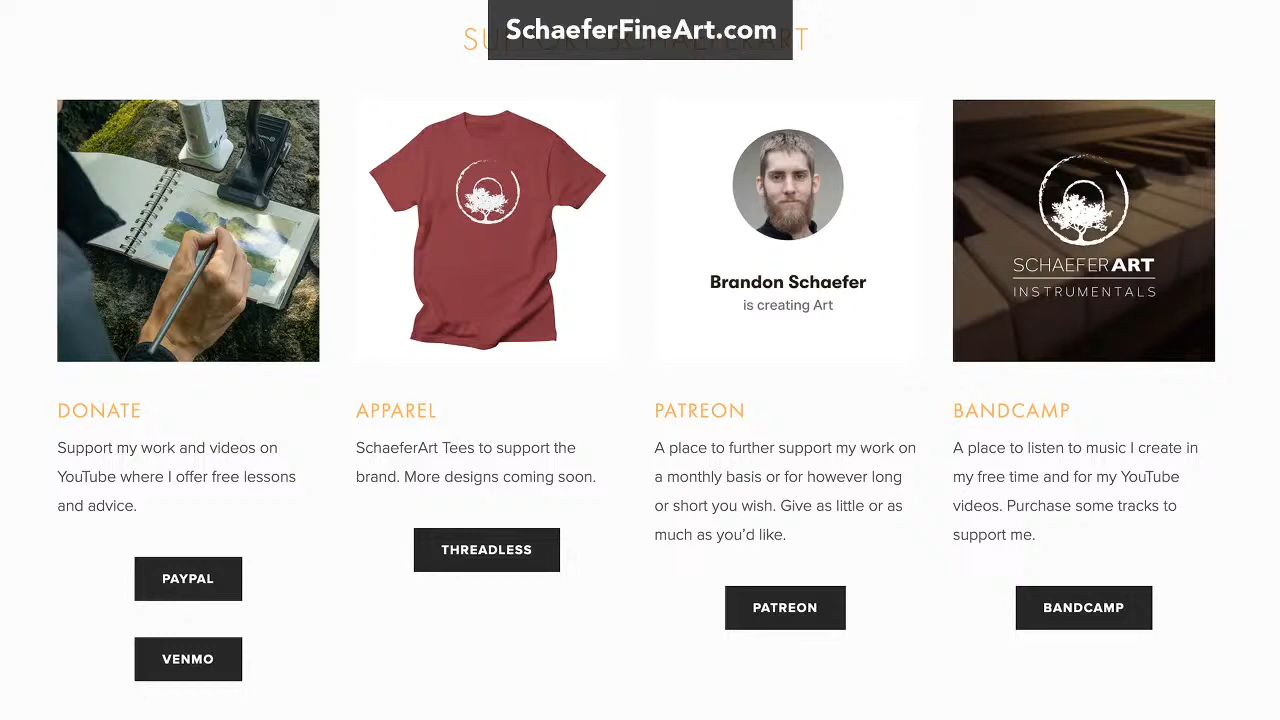 SchaeferFineArt.com
SUPPORT SCHAEFERART
SCHAEFERART
INSTRUMENTALS
Brandon Schaefer
is creating Art
DONATE
Support my work and videos on
YouTube where I offer free lessons
and advice.
PAYPAL
VENMO
APPAREL
SchaeferArt Tees to support the
brand. More designs coming soon.
THREADLESS
PATREON
A place to further support my work on
a monthly basis or for however long
or short you wish. Give as little or as
much as you’d like.
PATREON
BANDCAMP
A place to listen to music I create in
my free time and for my YouTube
videos. Purchase some tracks to
support me.
BANDCAMP